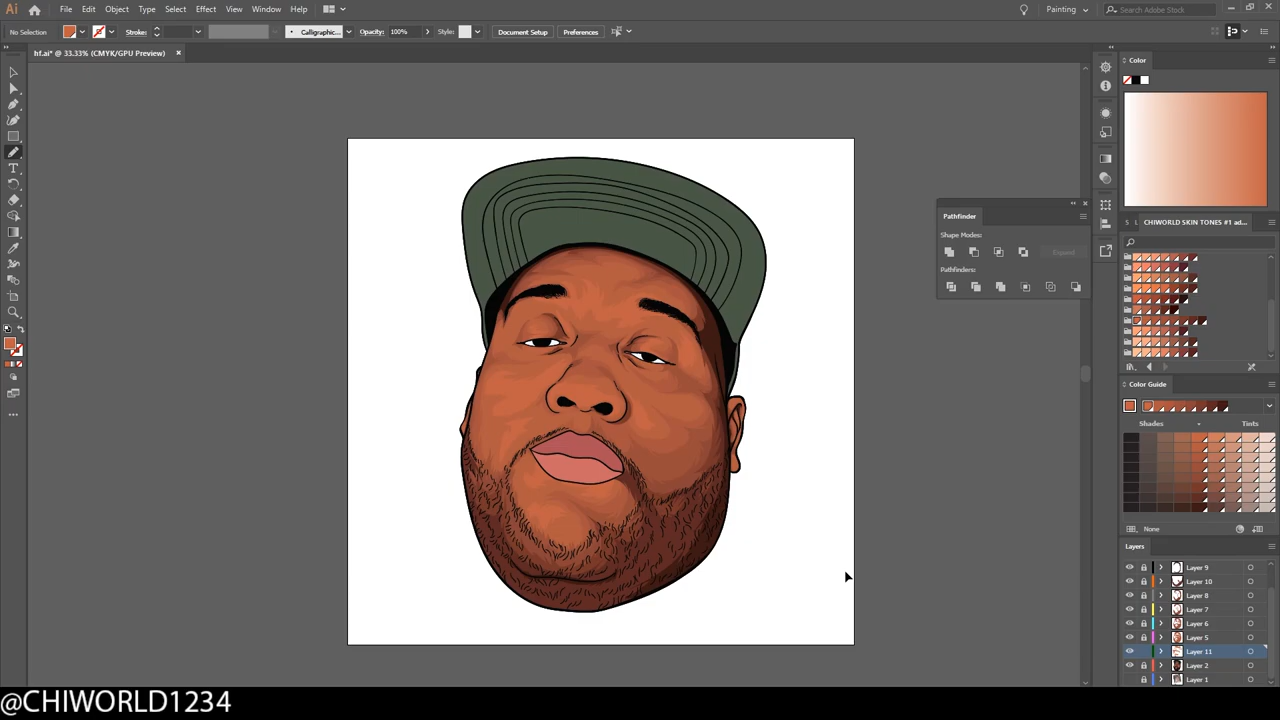 Ai File Edit Object Type Select Effect View Window Help Painting Search Adobe Stock
No Selection Stroke: Calligraphic... Opacity: 100% Style: Document Setup Preferences
hf.ai* @ 33.33% (CMYK/GPU Preview)
Color
CHIWORLD SKIN TONES #1 ad...
Pathfinder
Shape Modes:
Expand
Pathfinders:
Color Guide
Shades Tints
None
Layers
Layer 9
Layer 10
Layer 8
Layer 7
Layer 6
Layer 5
Layer 11
Layer 2
Layer 1
@CHIWORLD1234